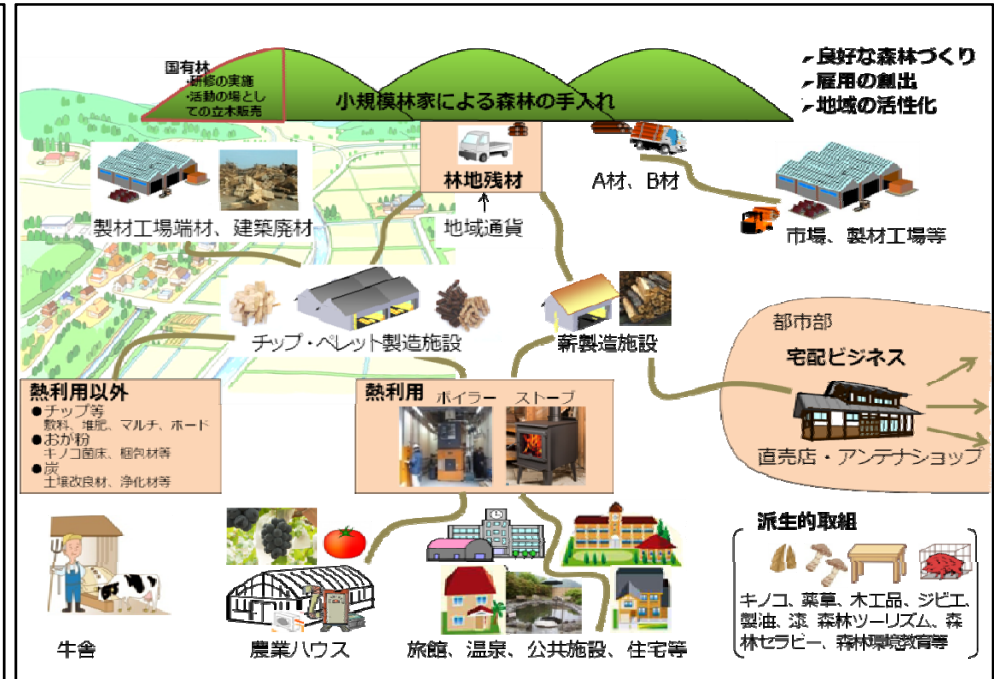 国有林
・研修の実施
・活動の場とし
ての立木販売
小規模林家による森林の手入れ
良好な森林づくり
雇用の創出
地域の活性化
林地残材
A材、B材
製材工場端材、建築廃材
地域通貨
市場、製材工場等
チップ・ペレット製造施設
薪製造施設
都市部
宅配ビジネス
直売店・アンテナショップ
熱利用以外
●チップ等
敷料、堆肥、マルチ、ボード
●おが粉
キノコ菌床、梱包材等
●炭
土壌改良材、浄化材等
熱利用 ボイラー ストーブ
派生的取組
キノコ、薬草、木工品、ジビエ、
製油、漆、森林ツーリズム、森
林セラピー、森林環境教育等
牛舎
農業ハウス
旅館、温泉、公共施設、住宅等